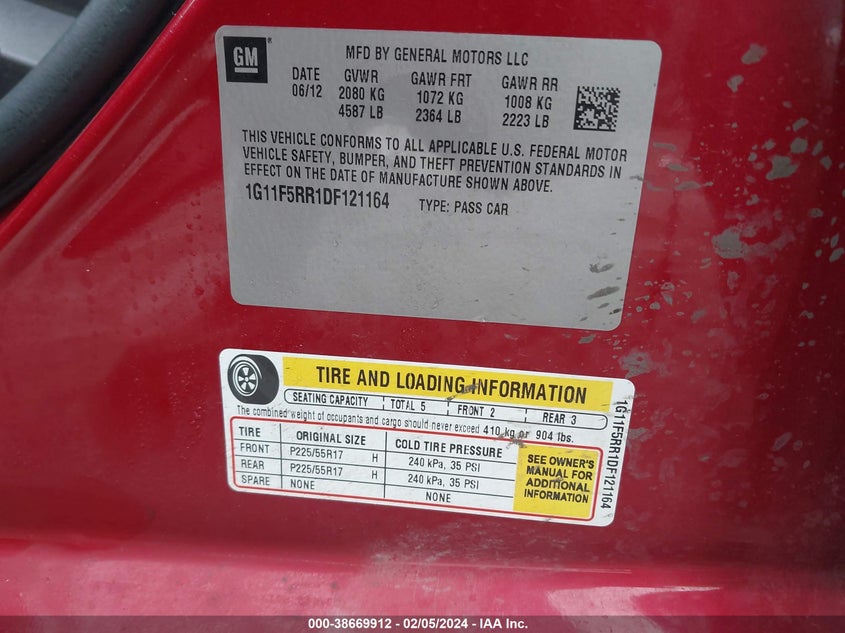 GM®
MFD BY GENERAL MOTORS LLC
DATE GVWR GAWR FRT GAWR RR
06/12 2080 KG 1072 KG 1008 KG
4587 LB 2364 LB 2223 LB
THIS VEHICLE CONFORMS TO ALL APPLICABLE U.S. FEDERAL MOTOR
VEHICLE SAFETY, BUMPER, AND THEFT PREVENTION STANDARDS IN
EFFECT ON THE DATE OF MANUFACTURE SHOWN ABOVE.
1G11F5RR1DF121164 TYPE: PASS CAR
TIRE AND LOADING INFORMATION
SEATING CAPACITY TOTAL 5 FRONT 2 REAR 3
The combined weight of occupants and cargo should never exceed 410 kg or 904 lbs.
TIRE ORIGINAL SIZE COLD TIRE PRESSURE
FRONT P225/55R17 H 240 kPa, 35 PSI
REAR P225/55R17 H 240 kPa, 35 PSI
SPARE NONE NONE
SEE OWNER'S
MANUAL FOR
ADDITIONAL
INFORMATION
1G11F5RR1DF121164
000-38669912 - 02/05/2024 - IAA Inc.